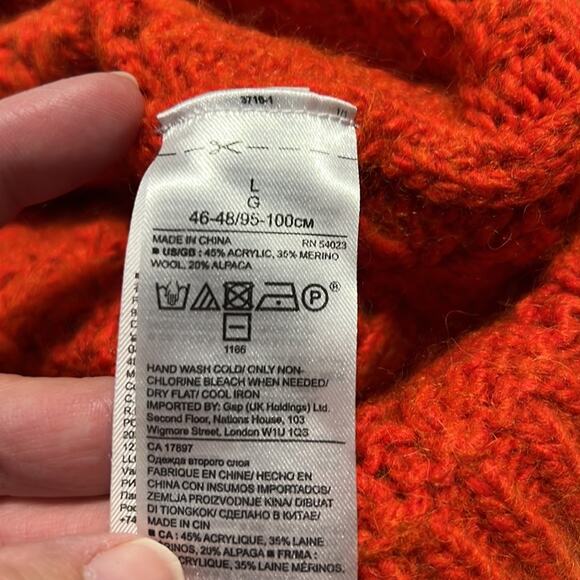 3716-1
L
G
46-48/95-100CM
MADE IN CHINA RN 54023
■ US/GB : 45% ACRYLIC, 35% MERINO
WOOL, 20% ALPACA
P ®
1166
HAND WASH COLD/ ONLY NON-
CHLORINE BLEACH WHEN NEEDED/
DRY FLAT/ COOL IRON
IMPORTED BY: Gap (UK Holdings) Ltd.
Second Floor, Nations House, 103
Wigmore Street, London W1U 1QS
CA 17897
Одежда второго слоя
FABRIQUE EN CHINE/ HECHO EN
CHINA CON INSUMOS IMPORTADOS/
ZEMLJA PROIZVODNJE KINA/ DIBUAT
DI TIONGKOK/ СДЕЛАНО В КИТАЕ/
MADE IN CIN
■ CA : 45% ACRYLIQUE, 35% LAINE
MÉRINOS, 20% ALPAGA ■ FR/MA :
ACRYLIQUE, 35% LAINE MÉRINOS,